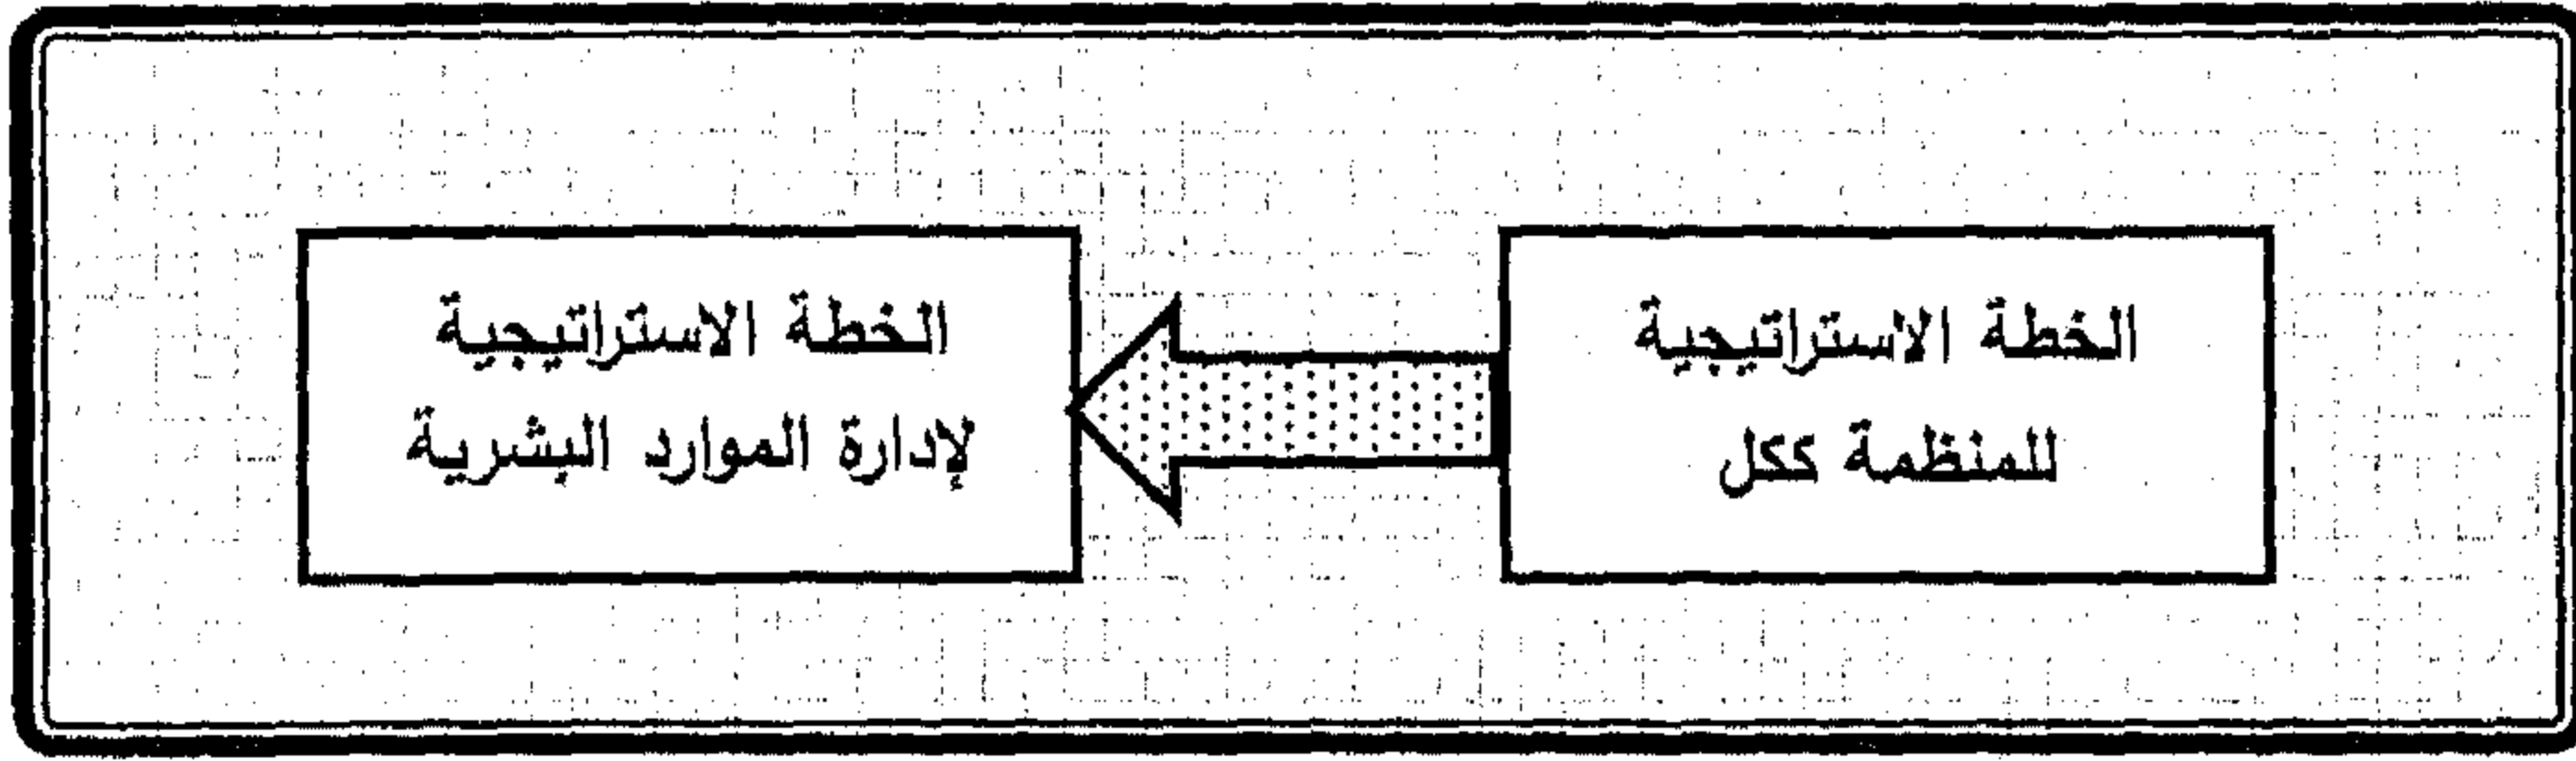 الخطة الاستراتيجية
للمنظمة ككل
الخطة الاستراتيجية
لإدارة الموارد البشرية